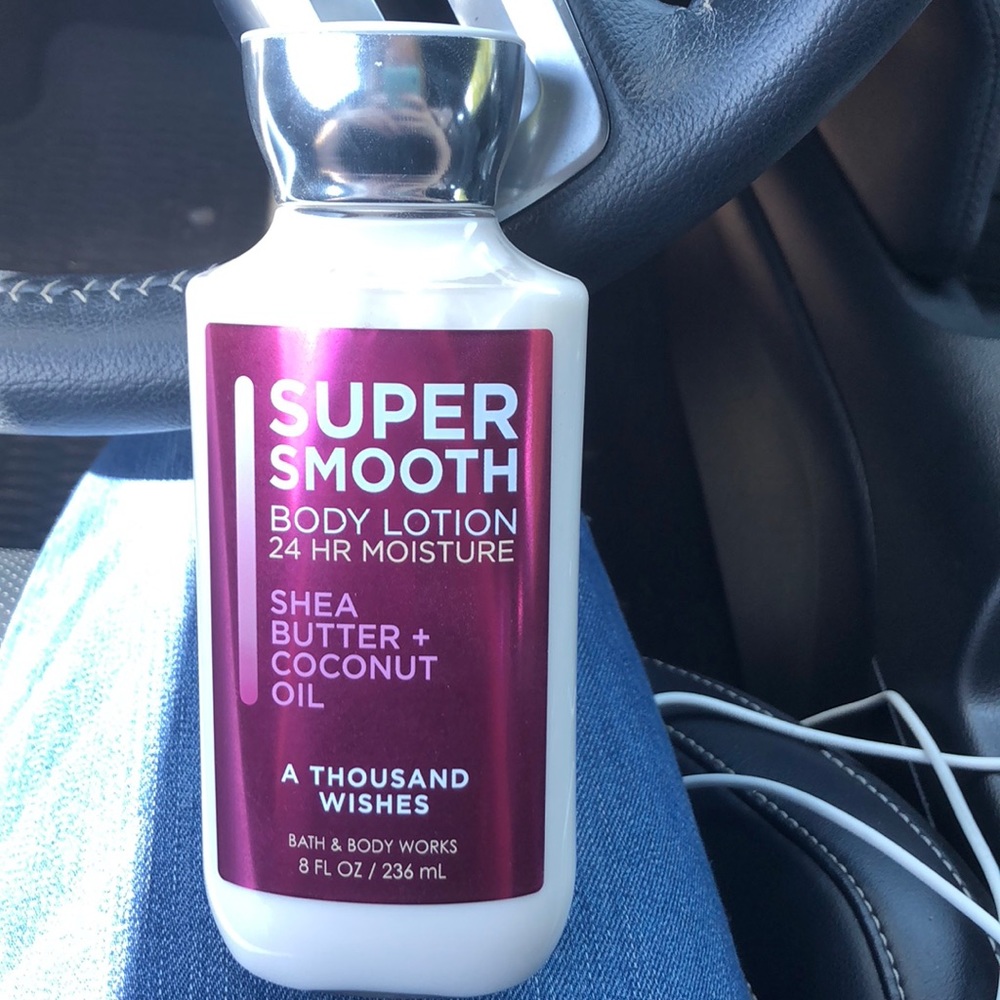 SUPER
SMOOTH
BODY LOTION
24 HR MOISTURE
SHEA
BUTTER +
COCONUT
OIL
A THOUSAND
WISHES
BATH & BODY WORKS
8 FL OZ / 236 mL